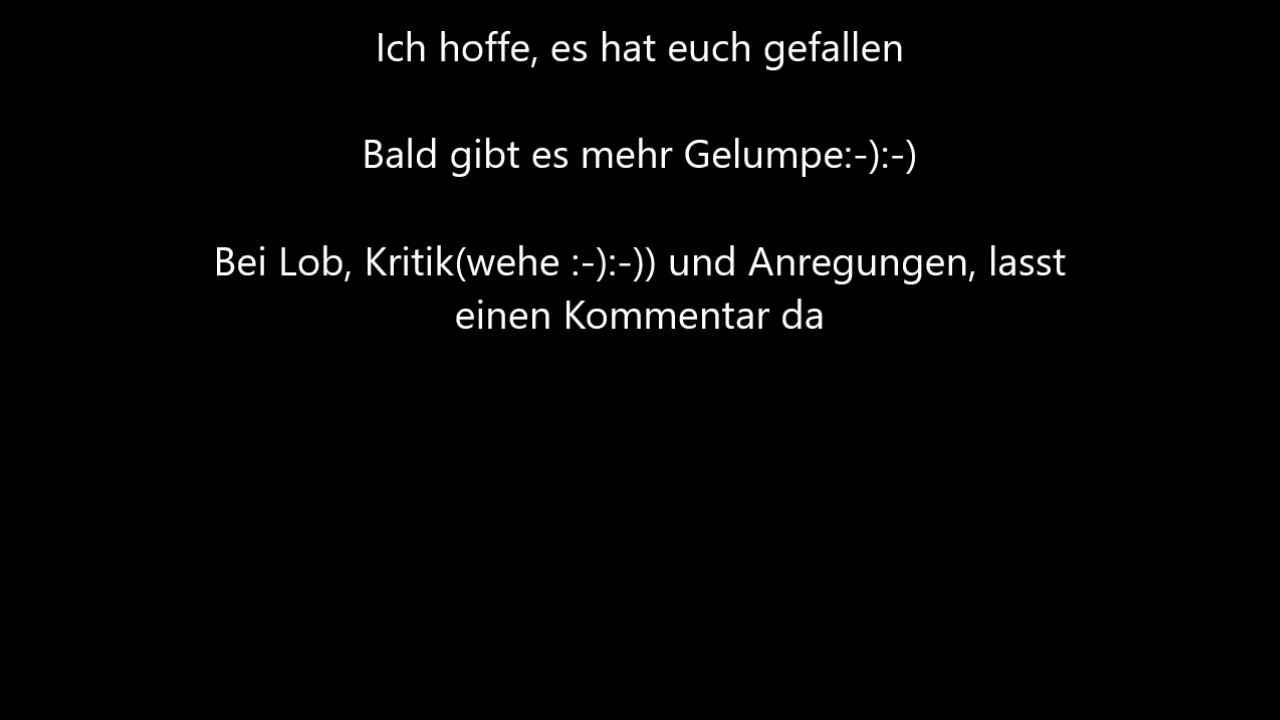 Ich hoffe, es hat euch gefallen
Bald gibt es mehr Gelumpe:-):-)
Bei Lob, Kritik(wehe :-):-)) und Anregungen, lasst
einen Kommentar da